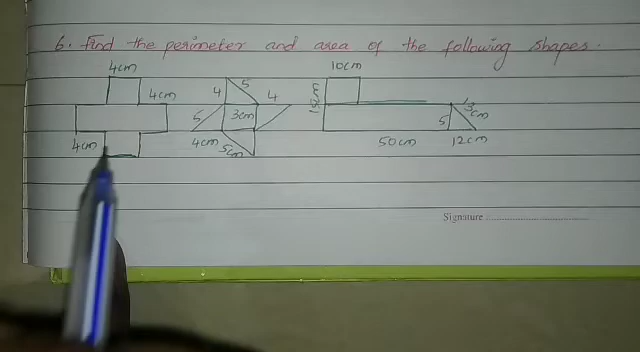 6. Find the perimeter and area of the following shapes.
4cm
4cm
4cm
5
4
4
5
3cm
4cm
5cm
10cm
50cm
5
13cm
12cm
Signature